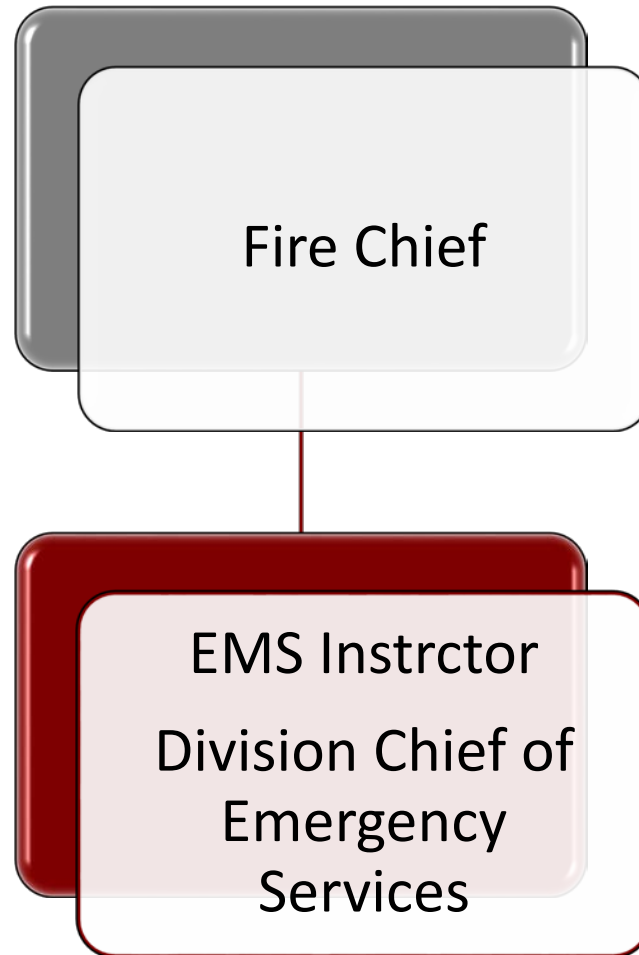 Fire Chief
EMS Instrctor
Division Chief of
Emergency
Services